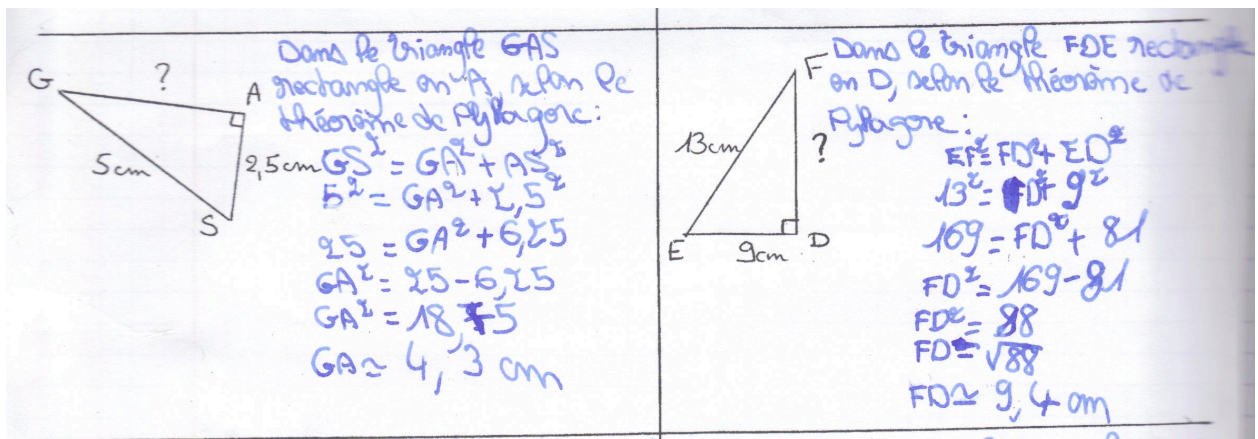 G
?
A
5cm
2,5cm
S
Dans le triangle GAS
rectangle en A, selon le
théorème de Pythagore:
GS² = GA² + AS²
5² = GA² + 2,5²
25 = GA² + 6,25
GA² = 25 - 6,25
GA² = 18,75
GA ≃ 4,3 cm
F
13cm
?
E
9cm
D
Dans le triangle FDE rectangle
en D, selon le théorème de
Pythagore:
EF² = FD² + ED²
13² = FD² + 9²
169 = FD² + 81
FD² = 169 - 81
FD² = 88
FD = √88
FD ≃ 9,4 cm